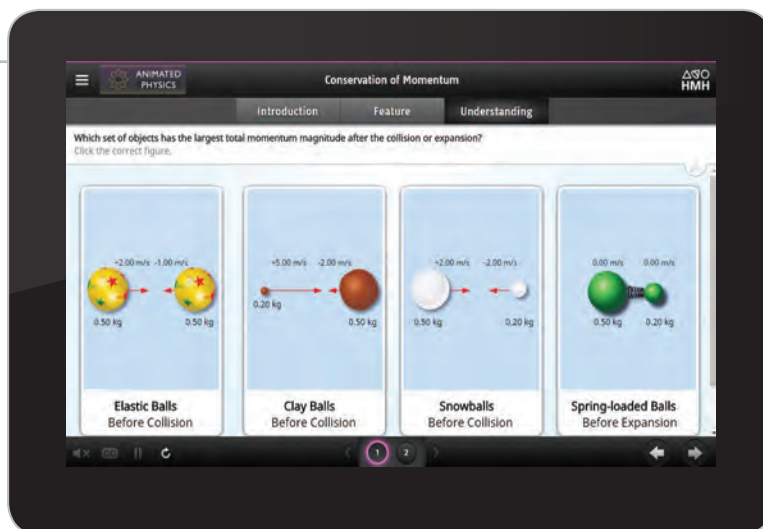 ANIMATED
PHYSICS
Conservation of Momentum
HMH
Introduction Feature Understanding
Which set of objects has the largest total momentum magnitude after the collision or expansion?
Click the correct figure.
+2.00 m/s -1.00 m/s
0.50 kg 0.50 kg
Elastic Balls
Before Collision
+5.00 m/s -2.00 m/s
0.20 kg
0.50 kg
Clay Balls
Before Collision
+2.00 m/s -2.00 m/s
0.50 kg 0.20 kg
Snowballs
Before Collision
0.00 m/s 0.00 m/s
0.50 kg 0.20 kg
Spring-loaded Balls
Before Expansion
CC
1 2